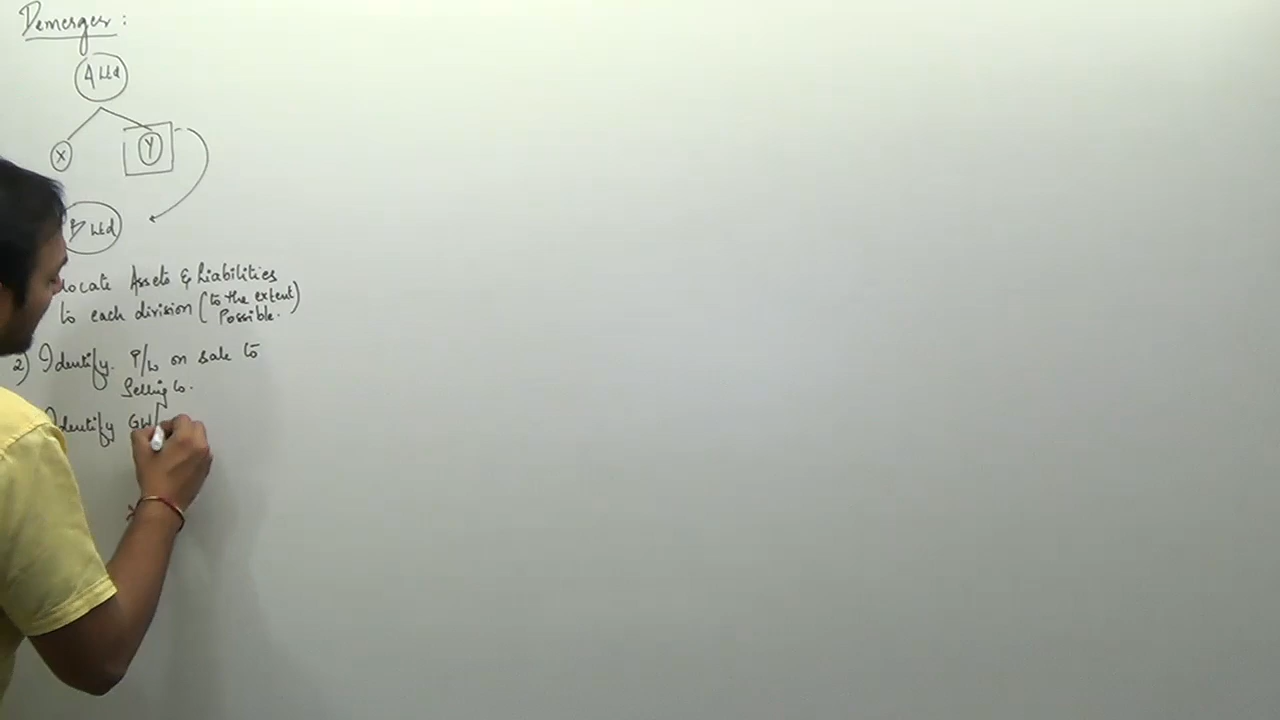 Demerger :
A Ltd
X
Y
B Ltd
locate Assets & Liabilities
to each division (to the extent
Possible.)
2) Identify P/L on sale to
Selling Co.
Identify GW/